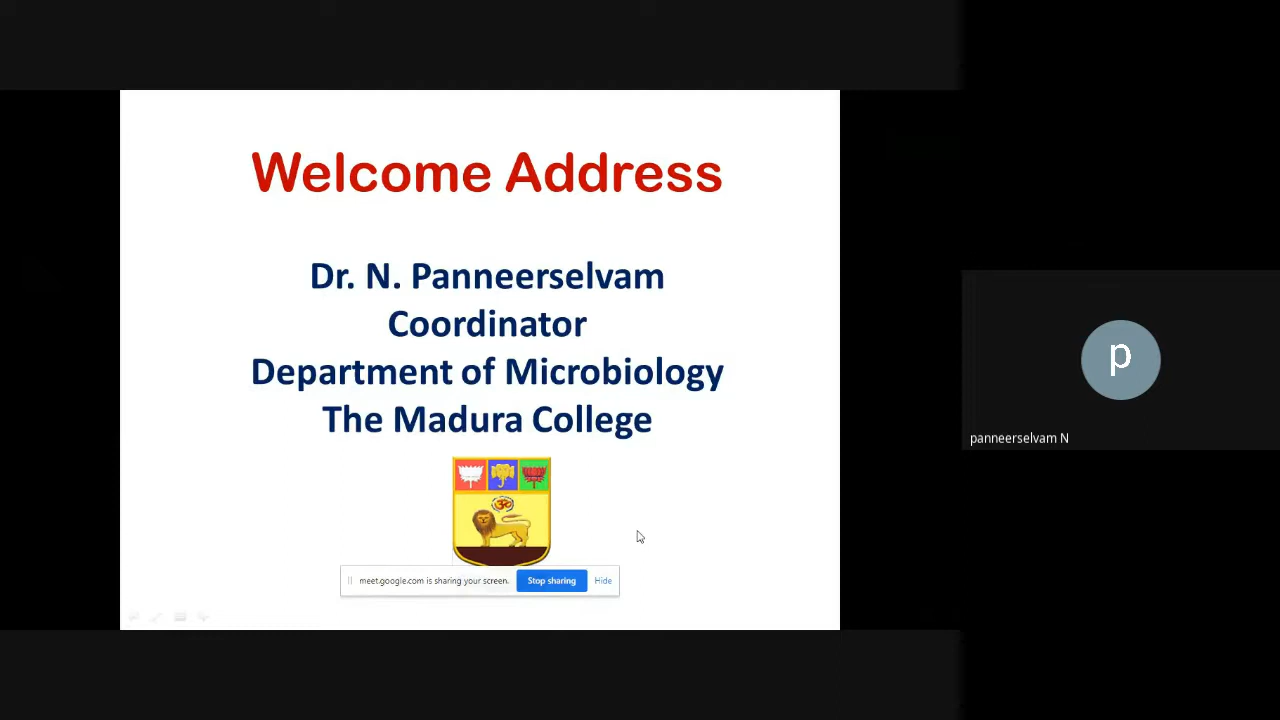 Welcome Address
Dr. N. Panneerselvam
Coordinator
Department of Microbiology
The Madura College
ॐ
meet.google.com is sharing your screen.
Stop sharing
Hide
p
panneerselvam N